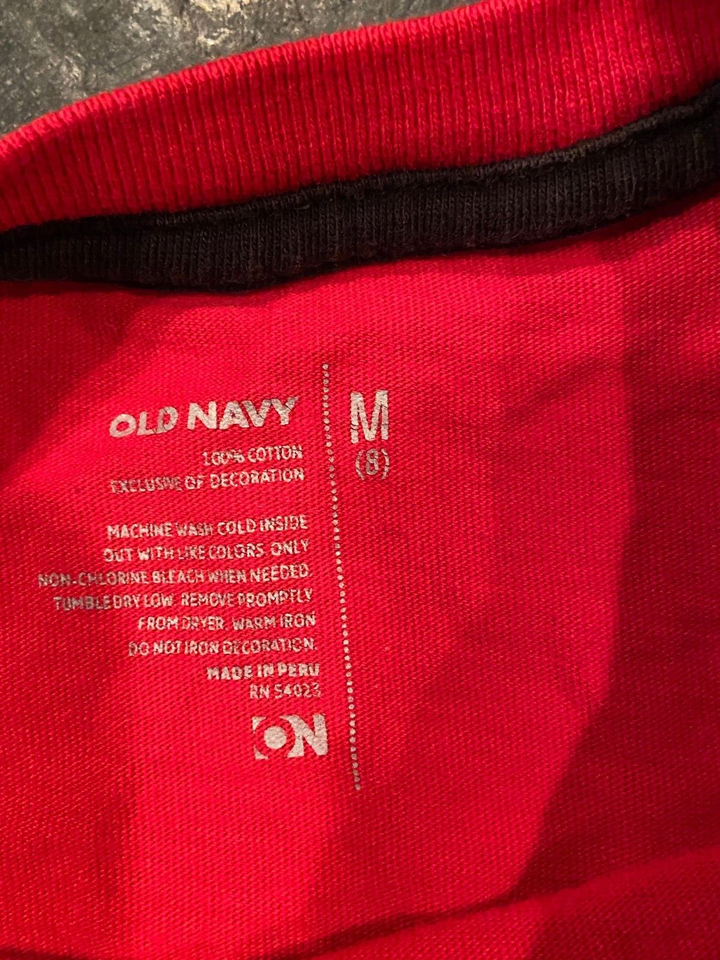 OLD NAVY
100% COTTON
EXCLUSIVE OF DECORATION
MACHINE WASH COLD INSIDE
OUT WITH LIKE COLORS. ONLY
NON-CHLORINE BLEACH WHEN NEEDED.
TUMBLE DRY LOW. REMOVE PROMPTLY
FROM DRYER. WARM IRON
DO NOT IRON DECORATION.
MADE IN PERU
RN 54023
ON
M
(8)